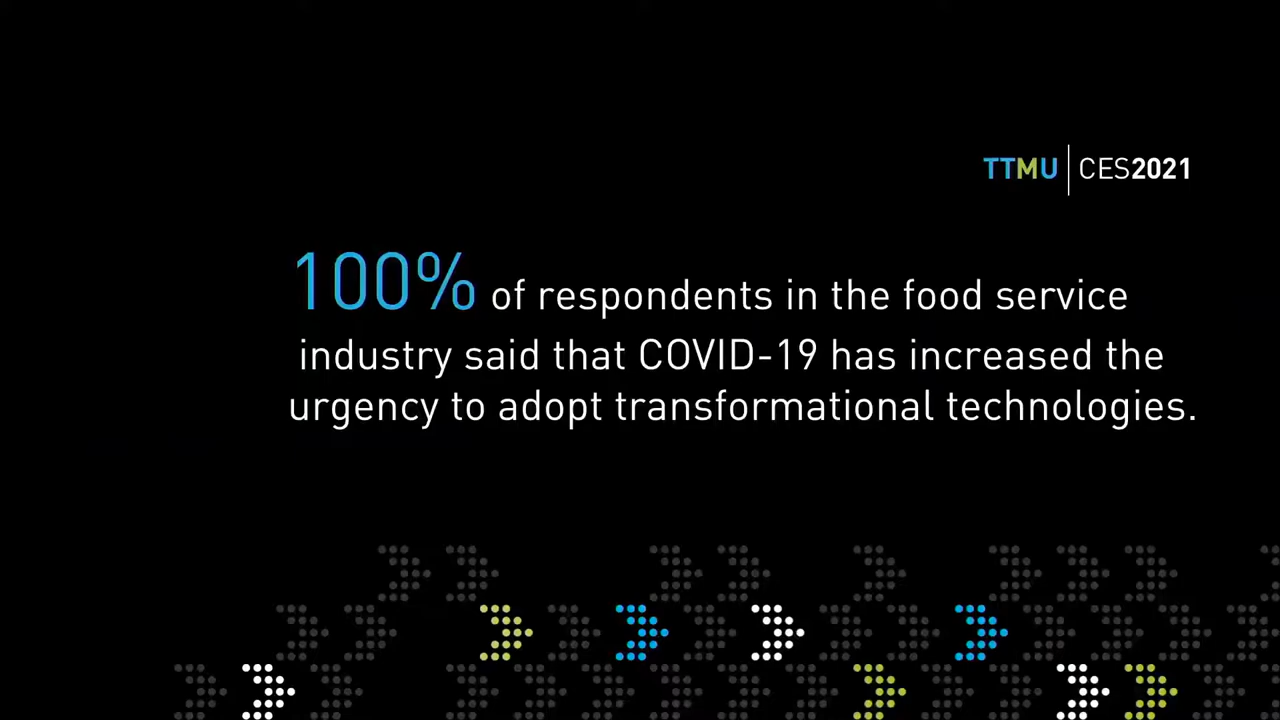 TTMU | CES2021
100% of respondents in the food service
industry said that COVID-19 has increased the
urgency to adopt transformational technologies.